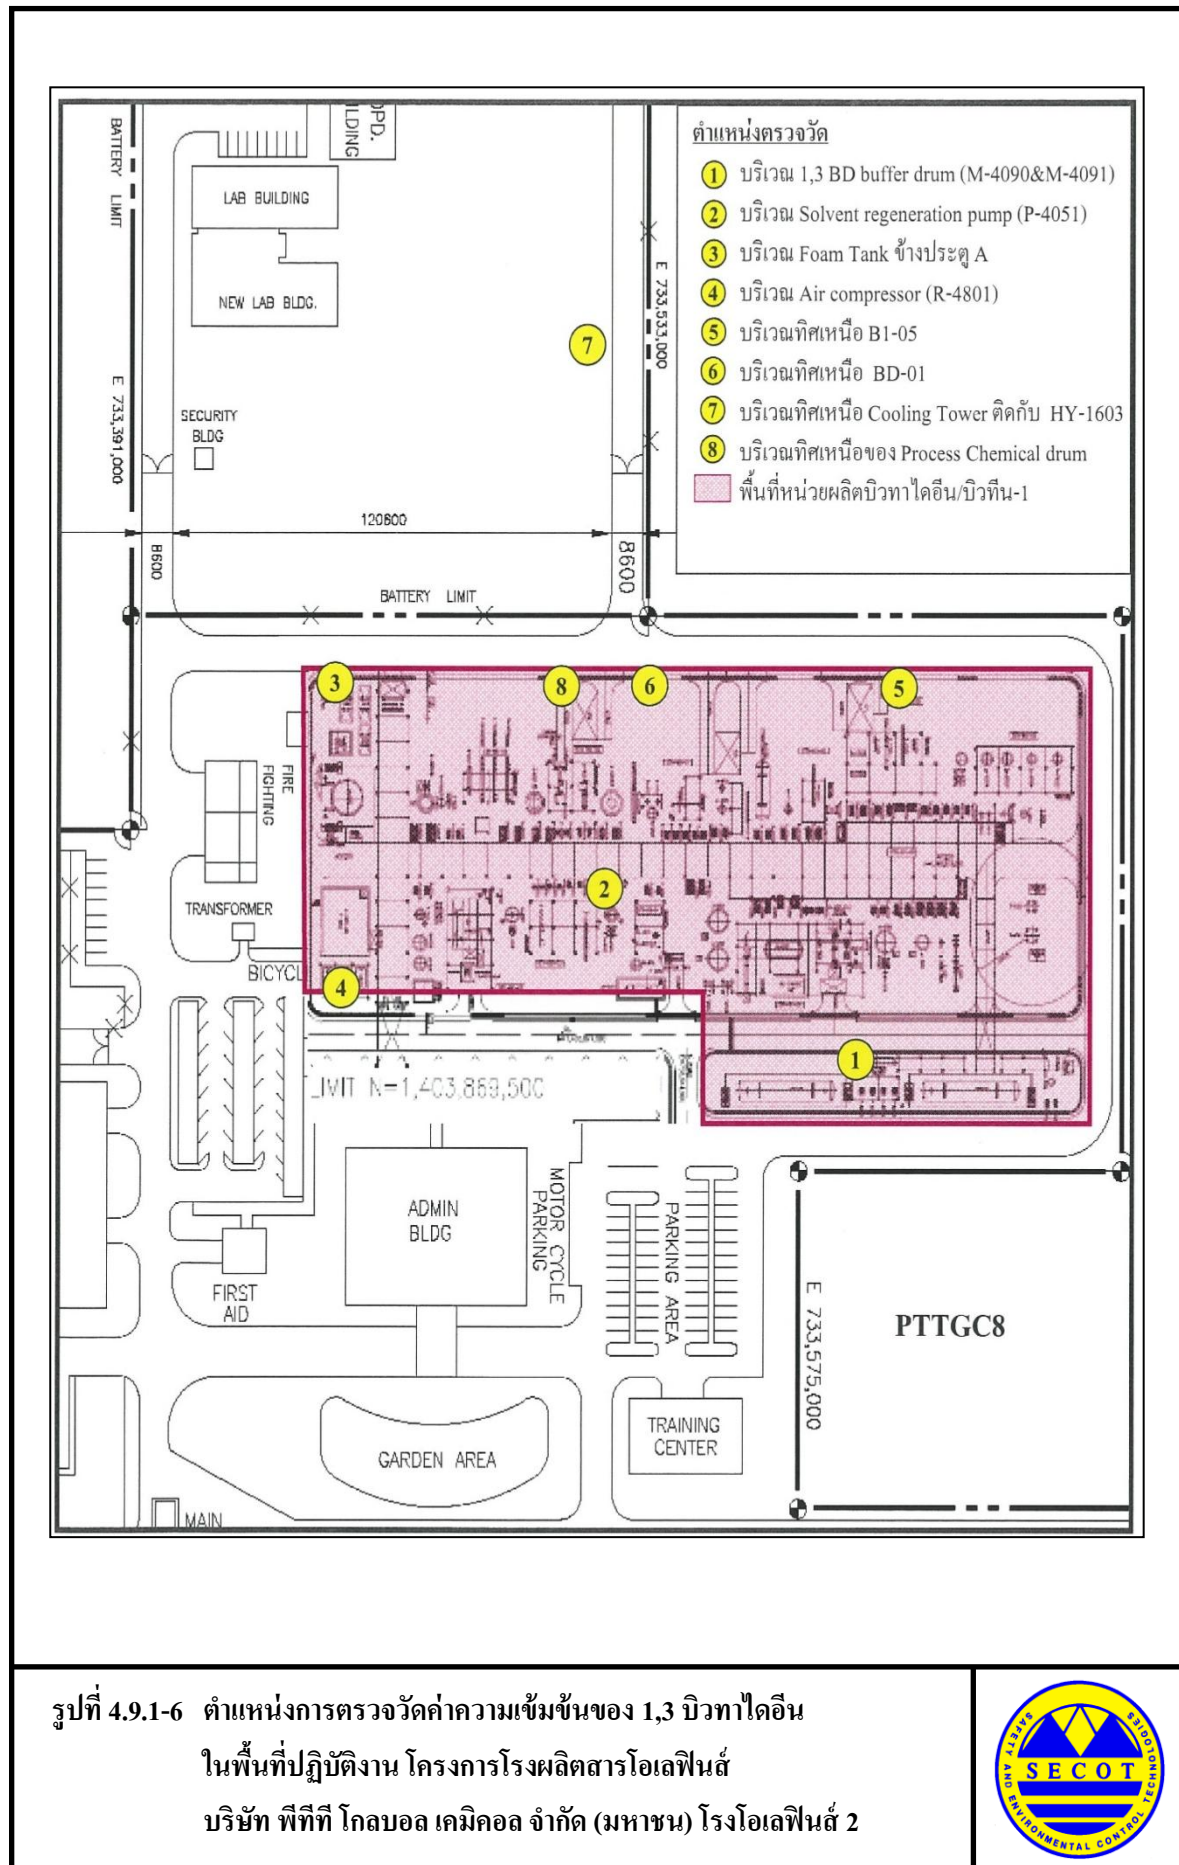 BATTERY LIMIT
OPD.
ILDING
LAB BUILDING
NEW LAB BLDG.
E 733,391,000
E 733,533,000
SECURITY
BLDG
7
ตำแหน่งตรวจวัด
1 บริเวณ 1,3 BD buffer drum (M-4090&M-4091)
2 บริเวณ Solvent regeneration pump (P-4051)
3 บริเวณ Foam Tank ข้างประตู A
4 บริเวณ Air compressor (R-4801)
5 บริเวณทิศเหนือ B1-05
6 บริเวณทิศเหนือ BD-01
7 บริเวณทิศเหนือ Cooling Tower ติดกับ HY-1603
8 บริเวณทิศเหนือของ Process Chemical drum
พื้นที่หน่วยผลิตบิวทาไดอีน/บิวทีน-1
120800
8600
8600
BATTERY LIMIT
3
8
6
5
FIRE
FIGHTING
2
TRANSFORMER
BICYCL
4
1
LIMIT N=1,403,869,500
ADMIN
BLDG
MOTOR CYCLE
PARKING
PARKING AREA
FIRST
AID
E 733,575,000
PTTGC8
TRAINING
CENTER
GARDEN AREA
MAIN
รูปที่ 4.9.1-6 ตำแหน่งการตรวจวัดค่าความเข้มข้นของ 1,3 บิวทาไดอีน
ในพื้นที่ปฏิบัติงาน โครงการโรงผลิตสารโอเลฟินส์
บริษัท พีทีที โกลบอล เคมิคอล จำกัด (มหาชน) โรงโอเลฟินส์ 2
SECOT
SAFETY AND ENVIRONMENTAL CONTROL TECHNOLOGIES